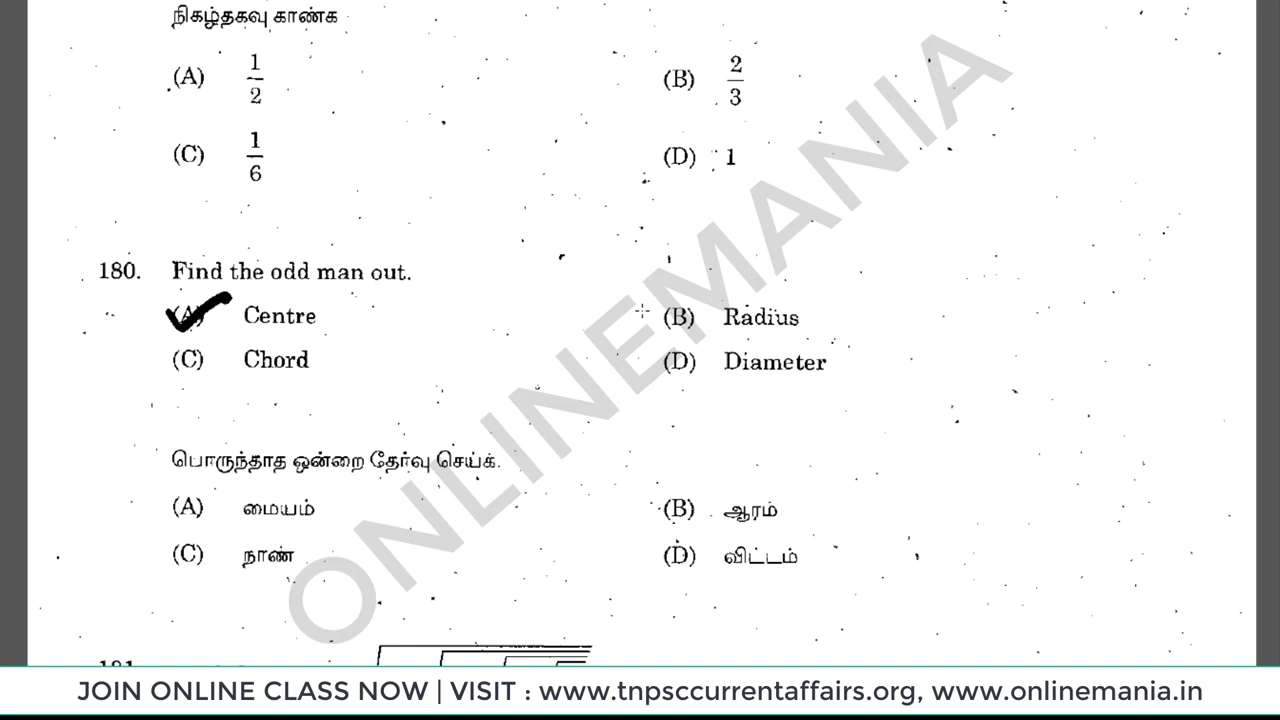 நிகழ்தகவு காண்க
(A) 1/2 (B) 2/3
(C) 1/6 (D) 1
180. Find the odd man out.
(A) Centre (B) Radius
(C) Chord (D) Diameter
பொருந்தாத ஒன்றை தேர்வு செய்க.
(A) மையம் (B) ஆரம்
(C) நாண் (D) விட்டம்
181.
ONLINEMANIA
JOIN ONLINE CLASS NOW | VISIT : www.tnpsccurrentaffairs.org, www.onlinemania.in